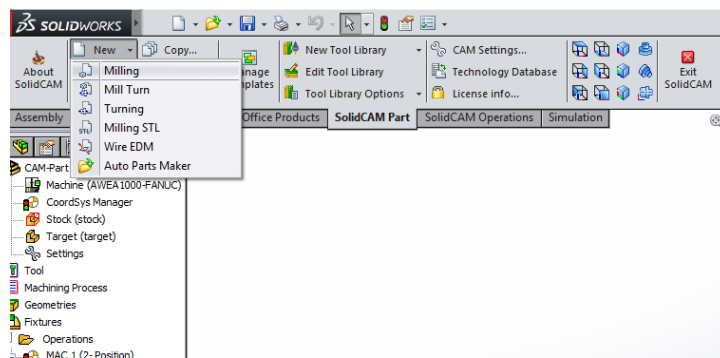 SOLIDWORKS
New
Copy...
New Tool Library
CAM Settings...
About
SolidCAM
Milling
Edit Tool Library
Technology Database
Exit
SolidCAM
Mill Turn
Tool Library Options
License info...
Turning
Assembly
Office Products
SolidCAM Part
SolidCAM Operations
Simulation
STL
Milling STL
Wire EDM
Auto Parts Maker
CAM-Part
Machine (AWEA1000-FANUC)
CoordSys Manager
Stock (stock)
Target (target)
Settings
Tool
Machining Process
Geometries
Fixtures
Operations
MAC 1 (2- Position)